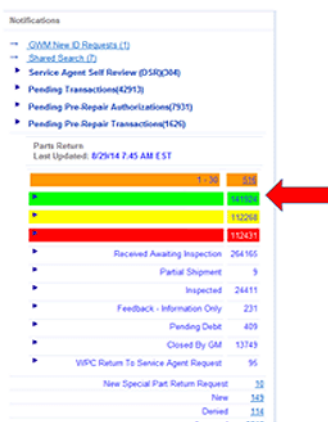 Notifications
GWM New ID Requests (1)
Shared Search (7)
Service Agent Self Review (DSR)(304)
Pending Transactions(42913)
Pending Pre-Repair Authorizations(7931)
Pending Pre-Repair Transactions(1626)
Parts Return
Last Updated: 8/29/14 7:45 AM EST
1 - 30 516
141924
112268
112431
Received Awaiting Inspection 264165
Partial Shipment 9
Inspected 24411
Feedback - Information Only 231
Pending Debit 409
Closed By GM 13749
WPC Return To Service Agent Request 95
New Special Part Return Request 10
New 149
Denied 114